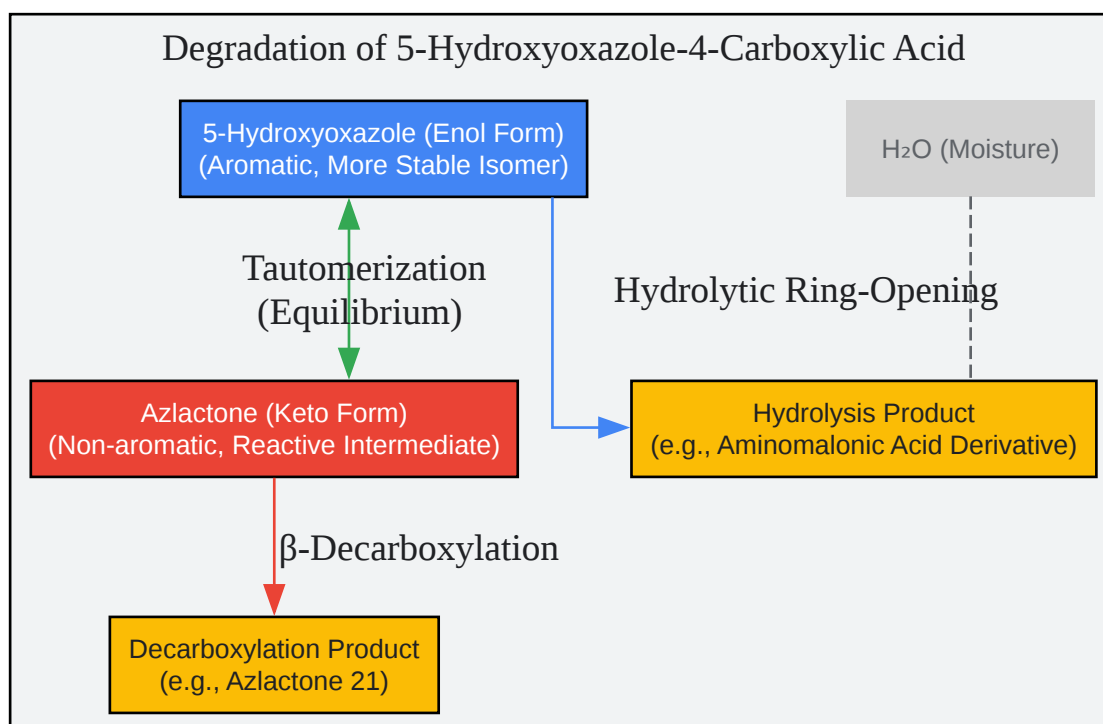 Degradation of 5-Hydroxyoxazole-4-Carboxylic Acid
5-Hydroxyoxazole (Enol Form)
(Aromatic, More Stable Isomer)
H₂O (Moisture)
Tautomerization
(Equilibrium)
Hydrolytic Ring-Opening
Azlactone (Keto Form)
(Non-aromatic, Reactive Intermediate)
Hydrolysis Product
(e.g., Aminomalonic Acid Derivative)
β-Decarboxylation
Decarboxylation Product
(e.g., Azlactone 21)